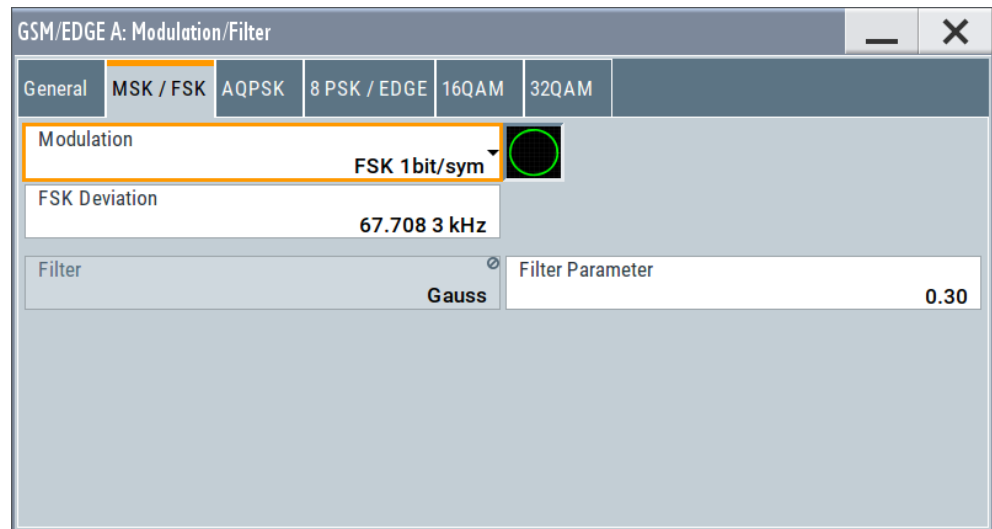 GSM/EDGE A: Modulation/Filter
General MSK / FSK AQPSK 8 PSK / EDGE 16QAM 32QAM
Modulation
FSK 1bit/sym
FSK Deviation
67.708 3 kHz
Filter
Gauss
Filter Parameter
0.30